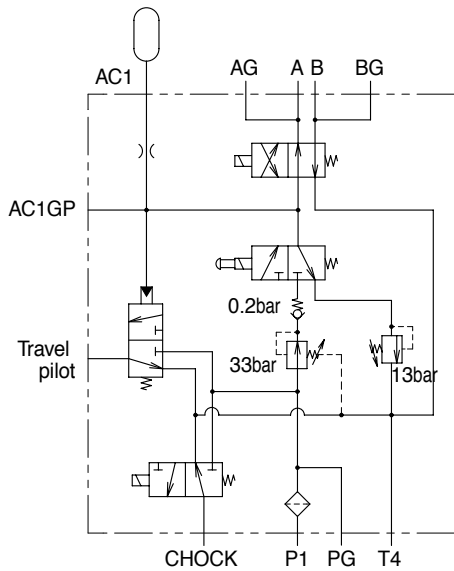 AC1
AG
A
B
BG
AC1GP
0.2bar
Travel
pilot
33bar
13bar
CHOCK
P1
PG
T4